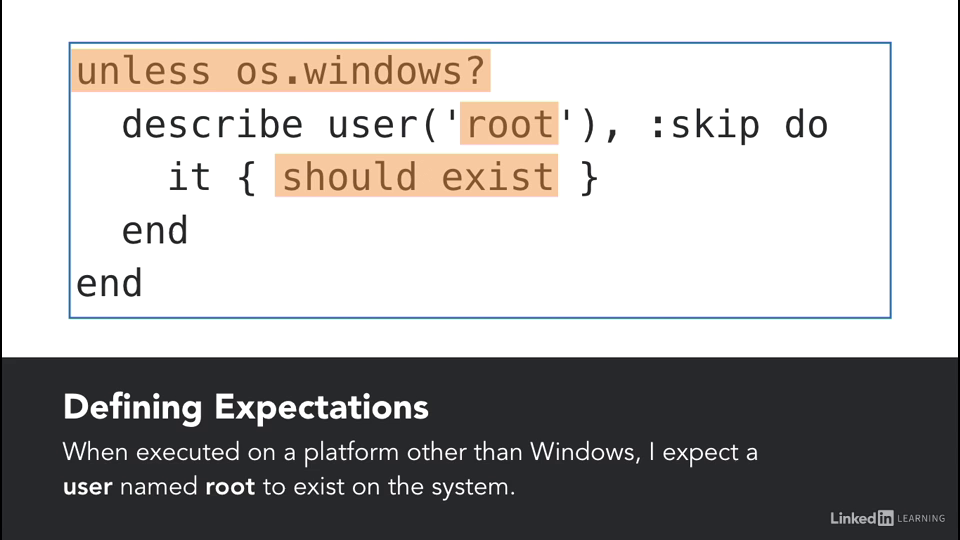 unless os.windows?
  describe user('root'), :skip do
    it { should exist }
  end
end
Defining Expectations
When executed on a platform other than Windows, I expect a
user named root to exist on the system.
Linked in LEARNING